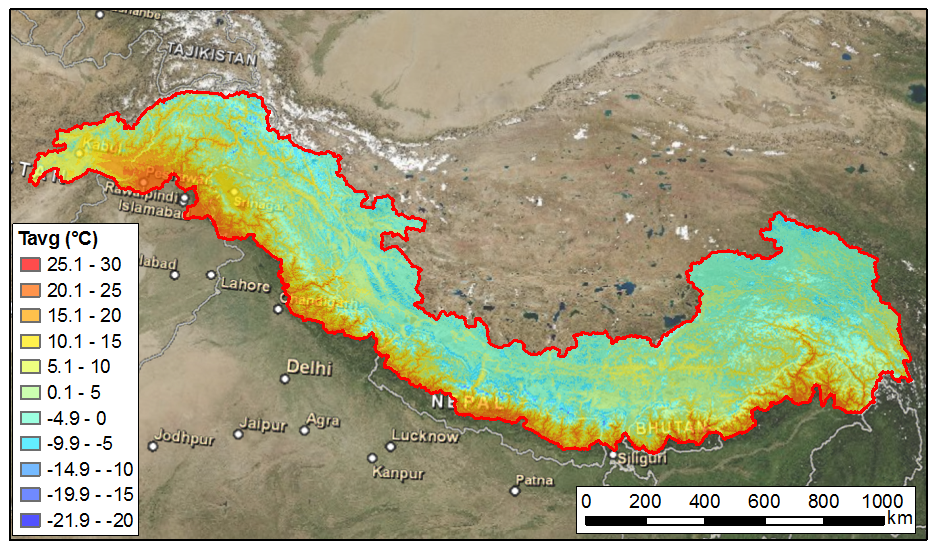 TAJIKISTAN
Kabul
Rawalpindi
Srinagar
Islamabad
Tavg (°C)
25.1 - 30
20.1 - 25
15.1 - 20
10.1 - 15
5.1 - 10
0.1 - 5
-4.9 - 0
-9.9 - -5
-14.9 - -10
-19.9 - -15
-21.9 - -20
labad
Lahore
Chandigarh
Delhi
NEPAL
Jodhpur
Jaipur
Agra
Lucknow
Kanpur
BHUTAN
Siliguri
Patna
0 200 400 600 800 1000
km